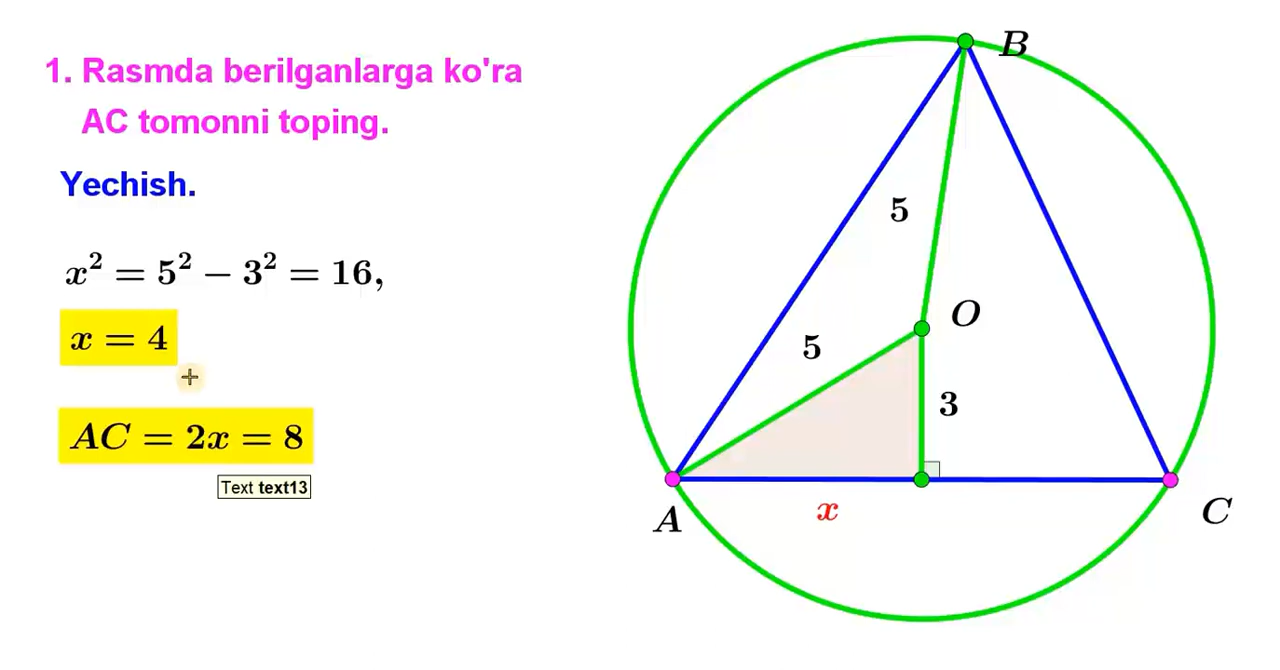 1. Rasmda berilganlarga ko'ra
AC tomonni toping.
Yechish.
x² = 5² − 3² = 16,
x = 4
AC = 2x = 8
Text text13
B
5
O
5
3
A
x
C